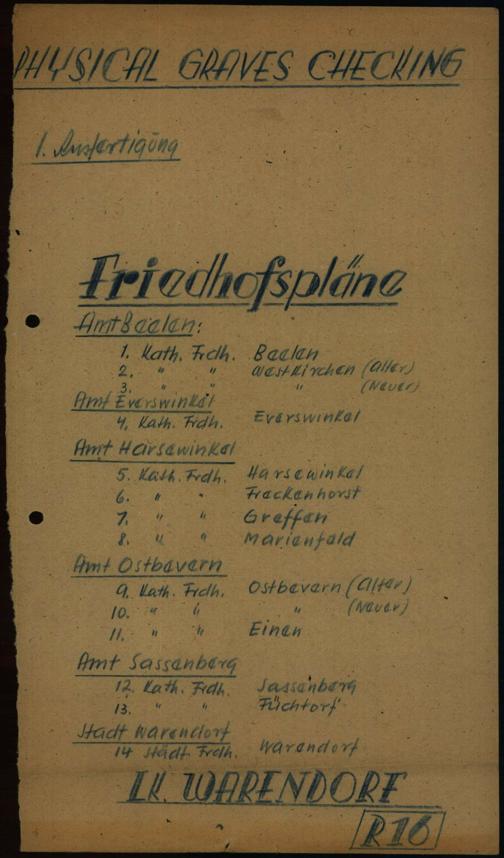 PHYSICAL GRAVES CHECKING
1. Ausfertigung
Friedhofspläne
Amt Beelen:
1. Kath. Frdh. Beelen
2. " " Westkirchen (Alter)
3. " " " (Neuer)
Amt Everswinkel
4. Kath. Frdh. Everswinkel
Amt Harsewinkel
5. Kath. Frdh. Harsewinkel
6. " " Freckenhorst
7. " " Greffen
8. " " Marienfeld
Amt Ostbevern
9. Kath. Frdh. Ostbevern (Alter)
10. " " " (Neuer)
11. " " Einen
Amt Sassenberg
12. Kath. Frdh. Sassenberg
13. " " Füchtorf
Stadt Warendorf
14 Städt Frdh. Warendorf
LK. WARENDORF
R16